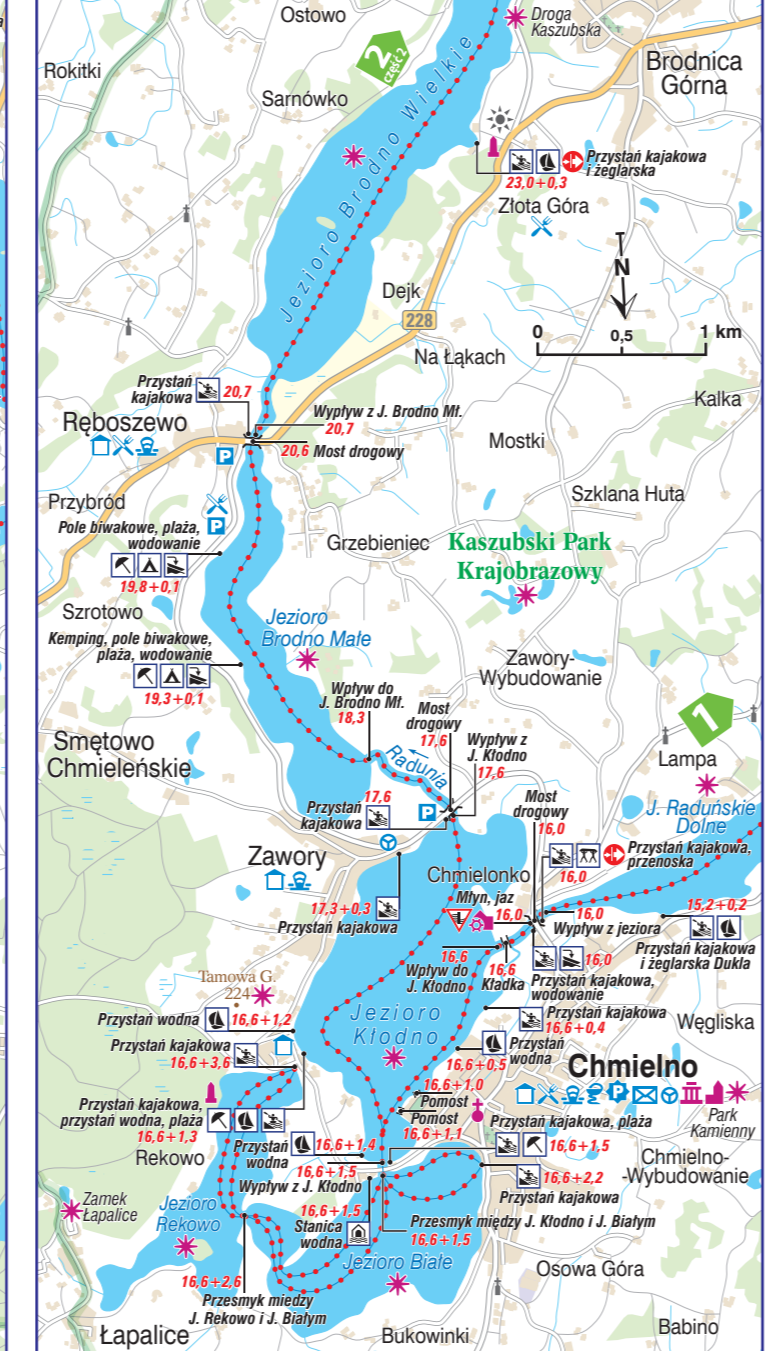 Ostowo
Droga
Kaszubska
Rokitki
2
część 2
Brodnica
Górna
Sarnówko
Jezioro Brodno Wielkie
Przystań kajakowa
i żeglarska
23,0+0,3
Złota Góra
N
Dejk
228
0
0,5
1 km
Na Łąkach
Przystań
kajakowa
20,7
Kalka
Wypływ z J. Brodno Mł.
20,7
Ręboszewo
20,6 Most drogowy
Mostki
P
Przybród
Szklana Huta
Pole biwakowe, plaża,
wodowanie
P
19,8+0,1
Grzebieniec
Kaszubski Park
Krajobrazowy
Szrotowo
Jezioro
Brodno Małe
Kemping, pole biwakowe,
plaża, wodowanie
19,3+0,1
Zawory-
Wybudowanie
Wpływ do
J. Brodno Mł.
18,3
Most
drogowy
17,6
1
Smętowo
Chmieleńskie
Wypływ z
J. Kłodno
17,6
Lampa
Radunia
Most
drogowy
16,0
J. Raduńskie
Dolne
17,6
Przystań
kajakowa
P
Zawory
Przystań kajakowa,
przenoska
16,0
Chmielonko
Młyn, jaz
16,0
17,3+0,3
Przystań kajakowa
16,0
Wypływ z jeziora
15,2+0,2
Przystań kajakowa
i żeglarska Dukla
16,6
Wpływ do
J. Kłodno
16,6
Kładka
16,0
Przystań kajakowa,
wodowanie
Tamowa G.
224
Jezioro
Kłodno
Przystań wodna
16,6+1,2
Przystań kajakowa
16,6+0,4
Węgliska
Przystań kajakowa
16,6+3,6
Przystań
wodna
16,6+0,5
Chmielno
16,6+1,0
Pomost
Pomost
16,6+1,1
P
Park
Kamienny
Przystań kajakowa,
przystań wodna, plaża
16,6+1,3
Przystań kajakowa, plaża
16,6+1,5
Rekowo
Przystań
wodna
16,6+1,4
16,6+1,5
Wypływ z J. Kłodno
Chmielno-
-Wybudowanie
16,6+2,2
Przystań kajakowa
Zamek
Łapalice
Jezioro
Rekowo
16,6+1,5
Stanica
wodna
Przesmyk między J. Kłodno i J. Białym
16,6+1,5
Jezioro Białe
16,6+2,6
Przesmyk między
J. Rekowo i J. Białym
Osowa Góra
Łapalice
Bukowinki
Babino